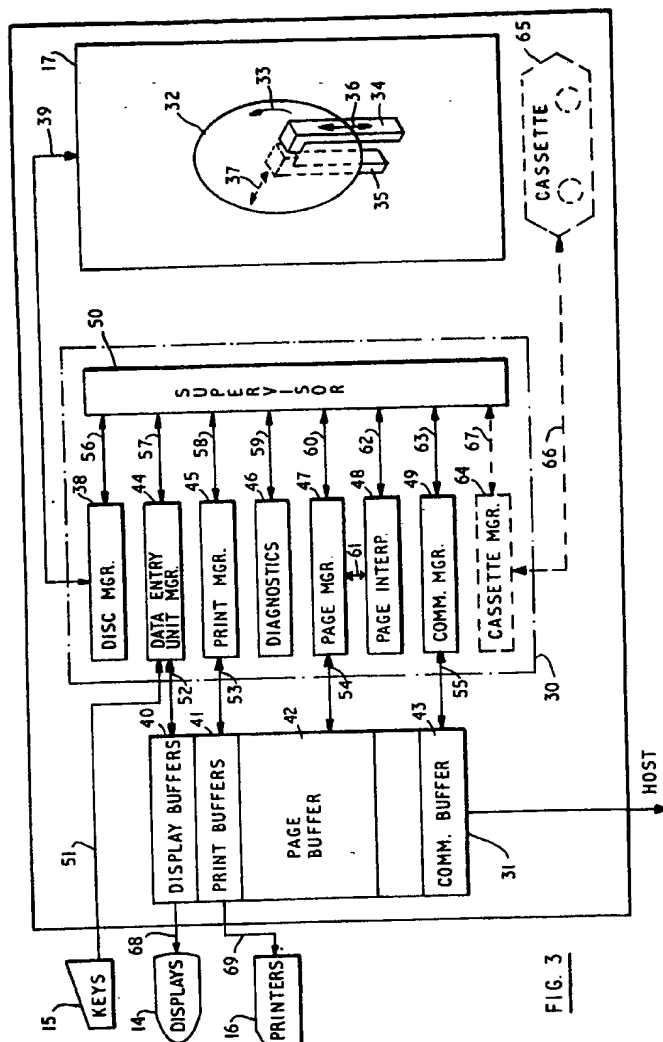 15
KEYS
51
14
DISPLAYS
68
16
PRINTERS
69
40
DISPLAY BUFFERS
41
PRINT BUFFERS
42
PAGE
BUFFER
43
COMM. BUFFER
31
HOST
52
53
54
55
38
DISC MGR.
44
DATA ENTRY
UNIT MGR.
45
PRINT MGR.
46
DIAGNOSTICS
47
PAGE MGR.
61
48
PAGE INTERP.
49
COMM. MGR.
64
CASSETTE MGR.
30
56
57
58
59
60
62
63
67
50
SUPERVISOR
66
39
17
32
33
37
36
34
35
65
CASSETTE
FIG. 3